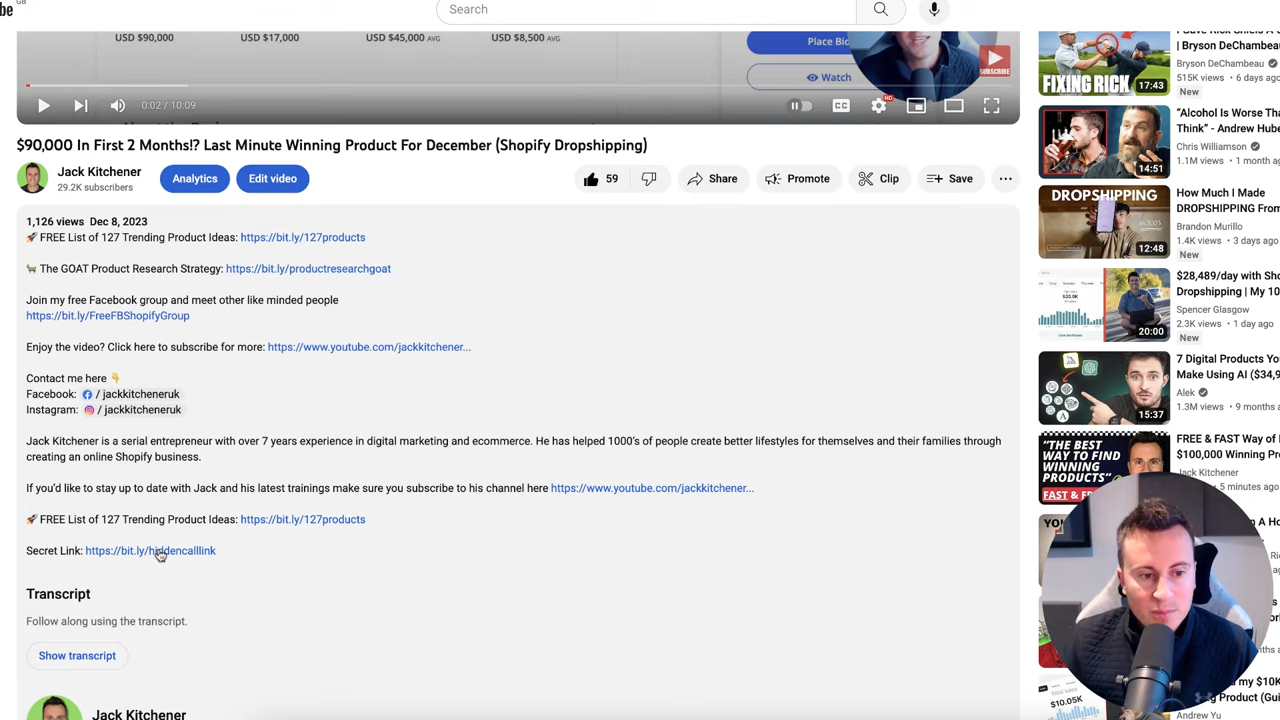 be
GB
Search
USD $90,000
USD $17,000
USD $45,000 AVG
USD $8,500 AVG
Place Bid
Watch
SUBSCRIBE
0:02 / 10:09
CC
HD
$90,000 In First 2 Months!? Last Minute Winning Product For December (Shopify Dropshipping)
Jack Kitchener
29.2K subscribers
Analytics
Edit video
59
Share
Promote
Clip
Save
1,126 views Dec 8, 2023
🚀 FREE List of 127 Trending Product Ideas: https://bit.ly/127products
🐐 The GOAT Product Research Strategy: https://bit.ly/productresearchgoat
Join my free Facebook group and meet other like minded people
https://bit.ly/FreeFBShopifyGroup
Enjoy the video? Click here to subscribe for more: https://www.youtube.com/jackkitchener...
Contact me here 👇
Facebook: / jackkitcheneruk
Instagram: / jackkitcheneruk
Jack Kitchener is a serial entrepreneur with over 7 years experience in digital marketing and ecommerce. He has helped 1000's of people create better lifestyles for themselves and their families through
creating an online Shopify business.
If you'd like to stay up to date with Jack and his latest trainings make sure you subscribe to his channel here https://www.youtube.com/jackkitchener...
🚀 FREE List of 127 Trending Product Ideas: https://bit.ly/127products
Secret Link: https://bit.ly/hiddencalllink
Transcript
Follow along using the transcript.
Show transcript
Jack Kitchener
FIXING RICK
17:43
| Bryson DeChambeau
Bryson DeChambeau
515K views • 6 days ago
New
14:51
"Alcohol Is Worse Tha
Think" - Andrew Hube
Chris Williamson
1.1M views • 1 month ag
DROPSHIPPING
12:48
How Much I Made
DROPSHIPPING From
Brandon Murillo
1.4K views • 3 days ago
New
20:00
$28,489/day with Sho
Dropshipping | My 10
Spencer Glasgow
2.3K views • 1 day ago
New
15:37
7 Digital Products You
Make Using AI ($34,9
Alek
1.3M views • 9 months a
"THE BEST
WAY TO FIND
WINNING
PRODUCTS"
FAST & F
FREE & FAST Way of
$100,000 Winning Pro
Jack Kitchener
5 minutes ago
YO
$10.05K
my $10K
Product (Gui
Andrew Yu